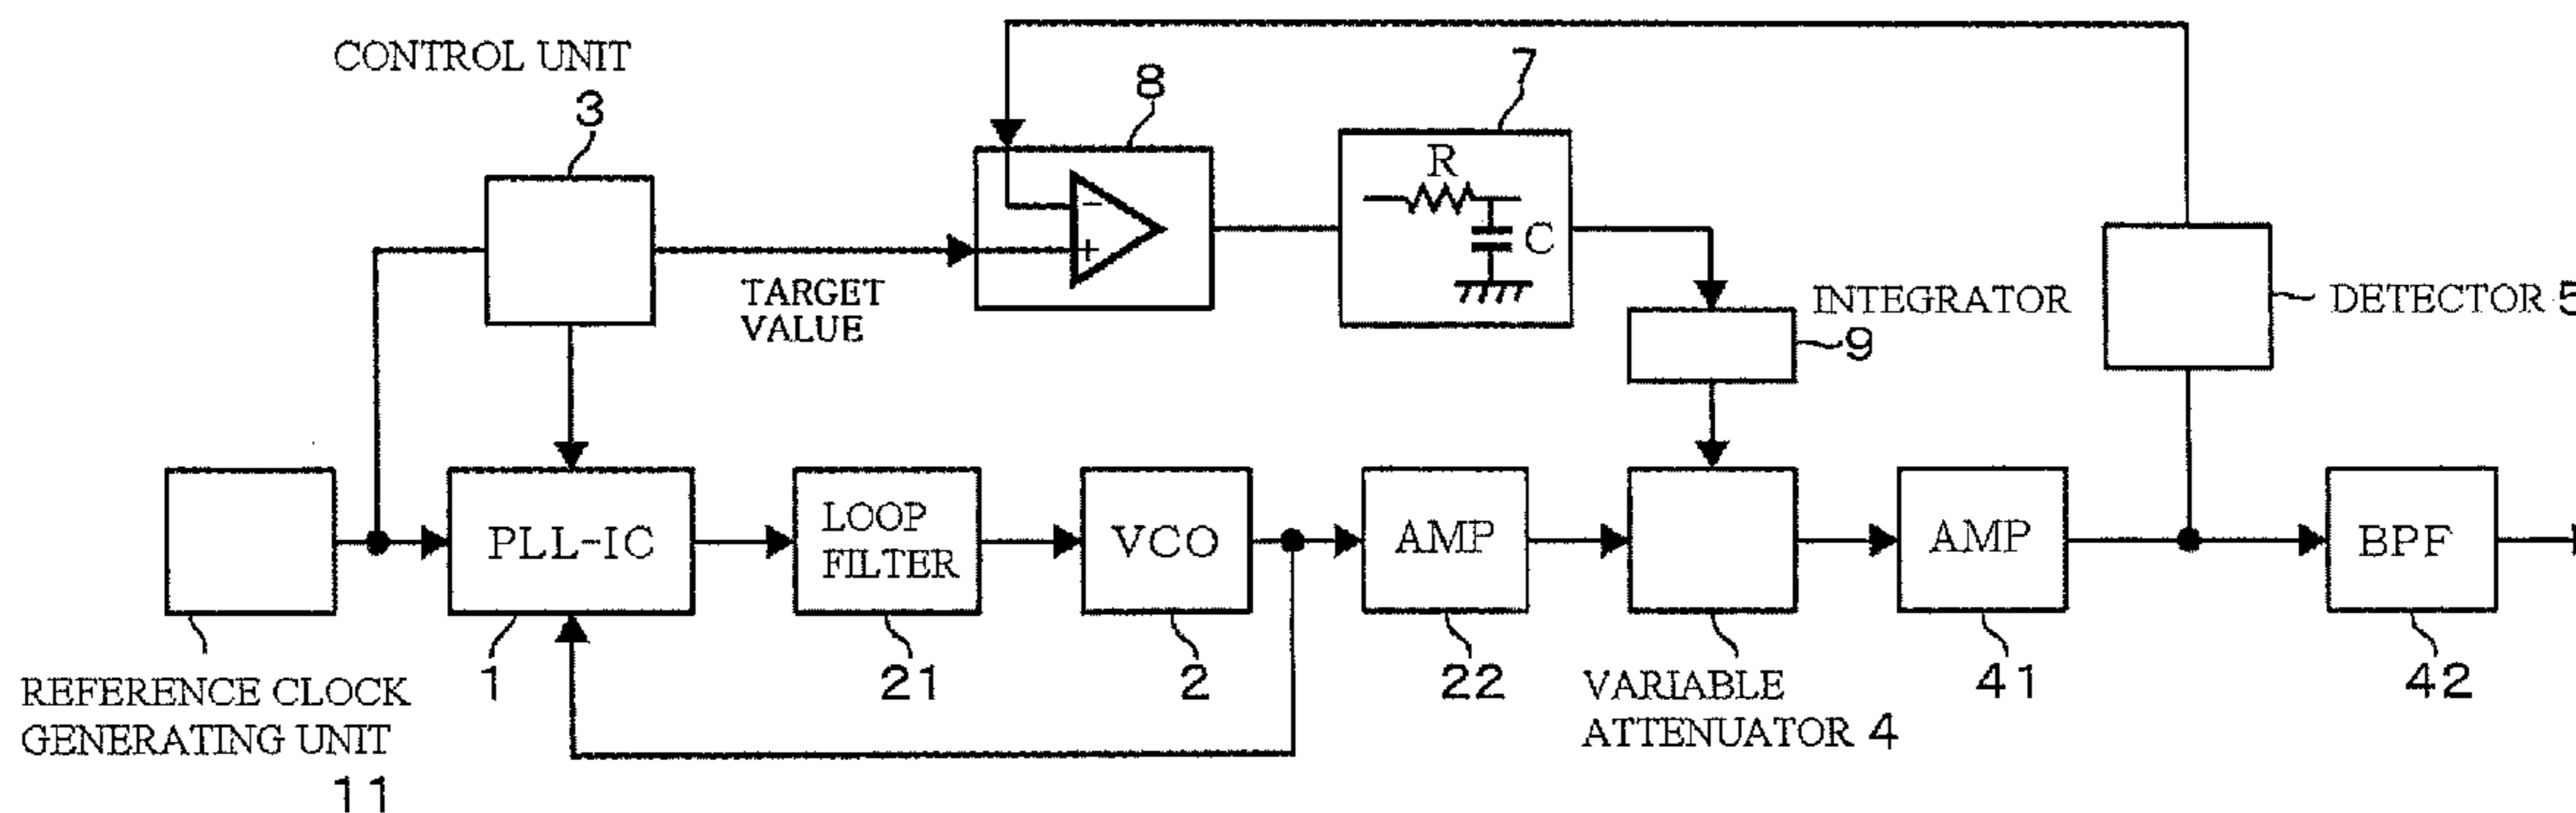 CONTROL UNIT
3
8
7
R
C
-
+
TARGET
VALUE
INTEGRATOR
9
DETECTOR 5
PLL-IC
LOOP
FILTER
VCO
AMP
AMP
BPF
1
21
2
22
41
42
REFERENCE CLOCK
GENERATING UNIT
11
VARIABLE
ATTENUATOR 4